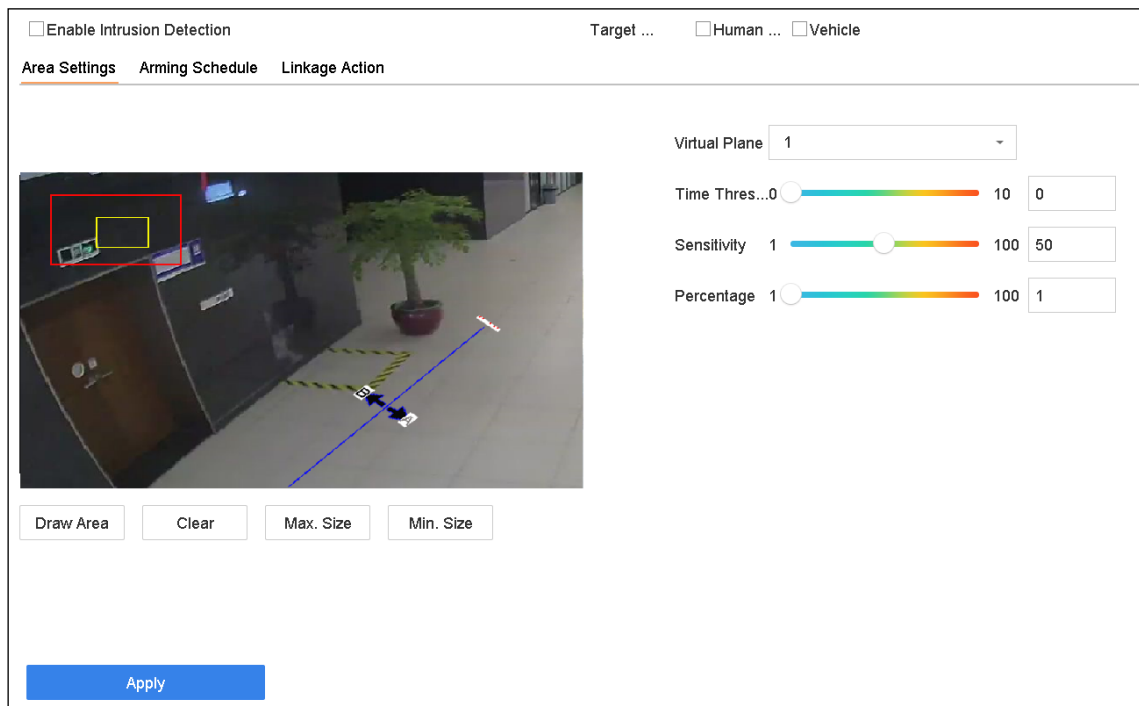 Enable Intrusion Detection Target ... Human ... Vehicle
Area Settings Arming Schedule Linkage Action
Virtual Plane 1
Time Thres...0 10 0
Sensitivity 1 100 50
Percentage 1 100 1
B
A
Draw Area Clear Max. Size Min. Size
Apply